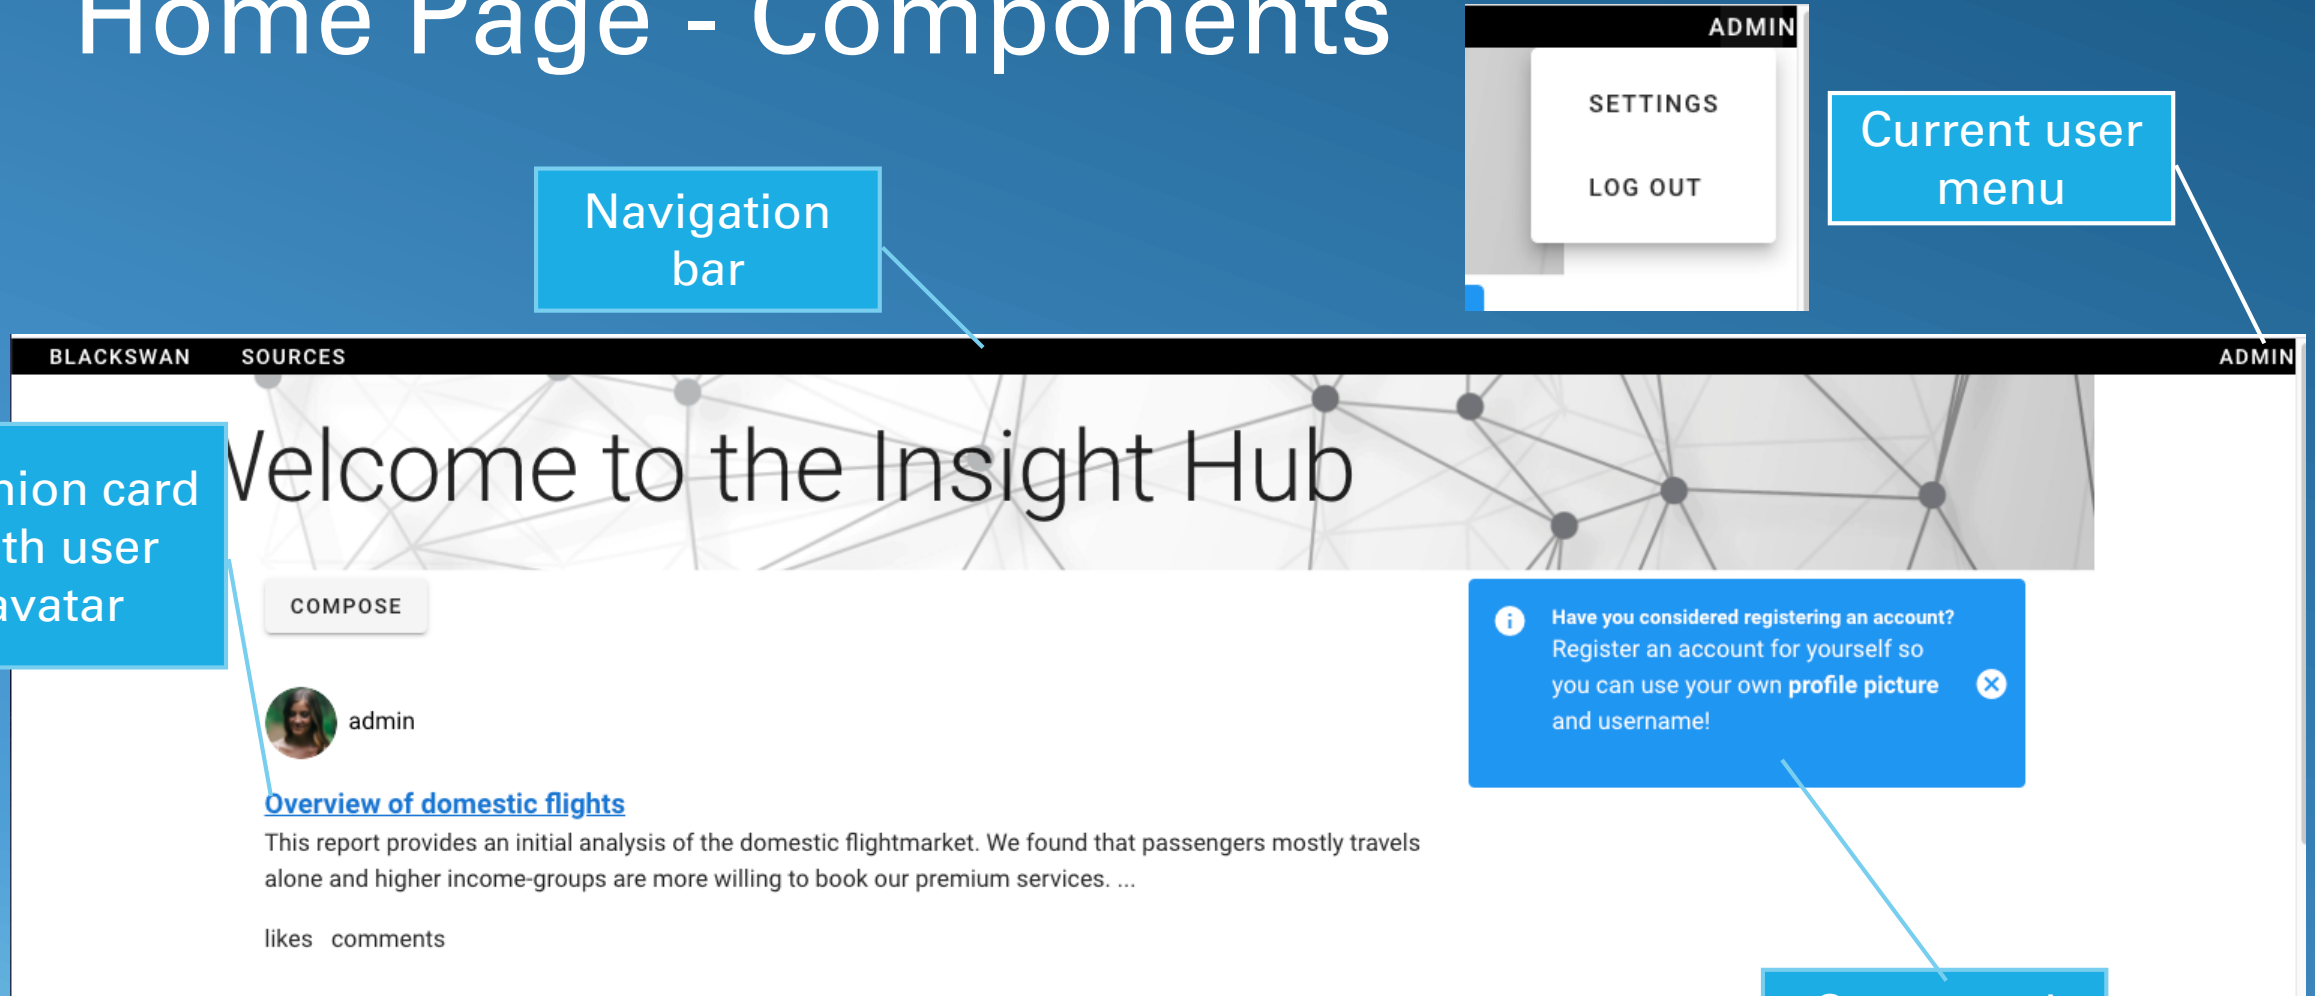 Home Page - Components
ADMIN
SETTINGS
LOG OUT
Current user
menu
Navigation
bar
BLACKSWAN SOURCES ADMIN
Welcome to the Insight Hub
card
user
avatar
COMPOSE
Have you considered registering an account?
Register an account for yourself so
you can use your own profile picture
and username!
admin
Overview of domestic flights
This report provides an initial analysis of the domestic flightmarket. We found that passengers mostly travels
alone and higher income-groups are more willing to book our premium services. ...
likes comments